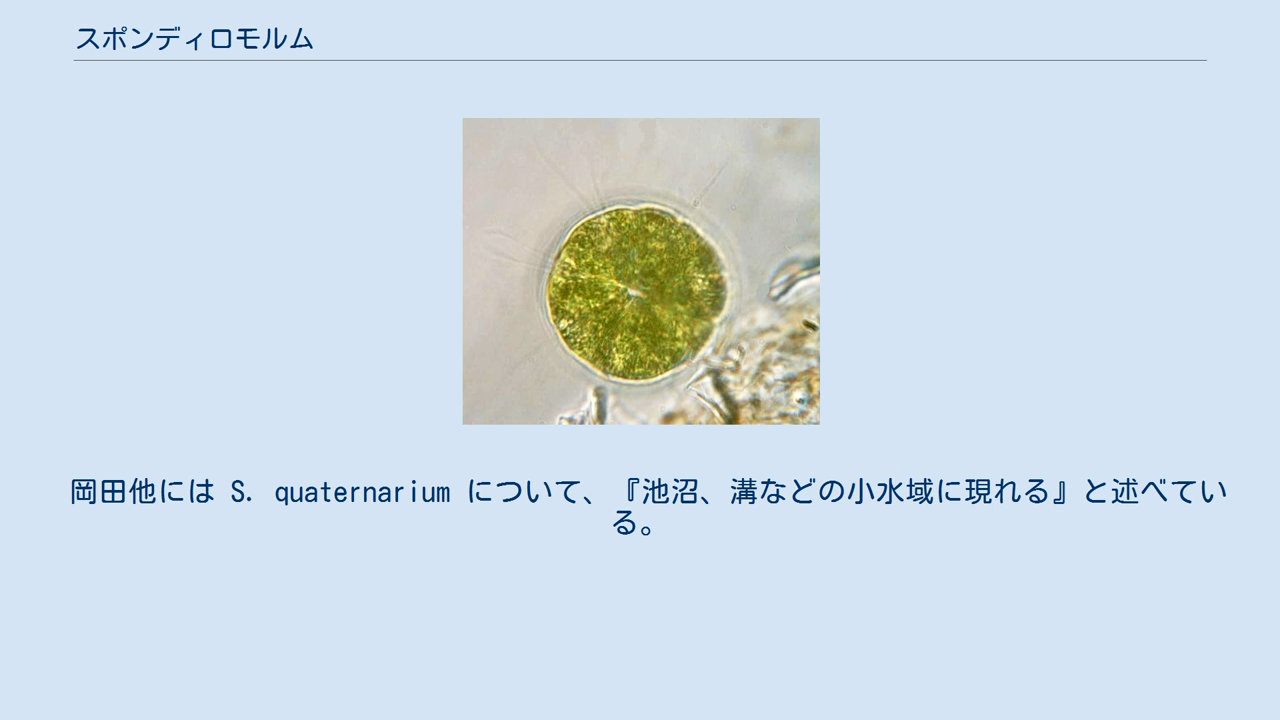 スポンディロモルム
岡田他には S. quaternarium について、『池沼、溝などの小水域に現れる』と述べてい
る。